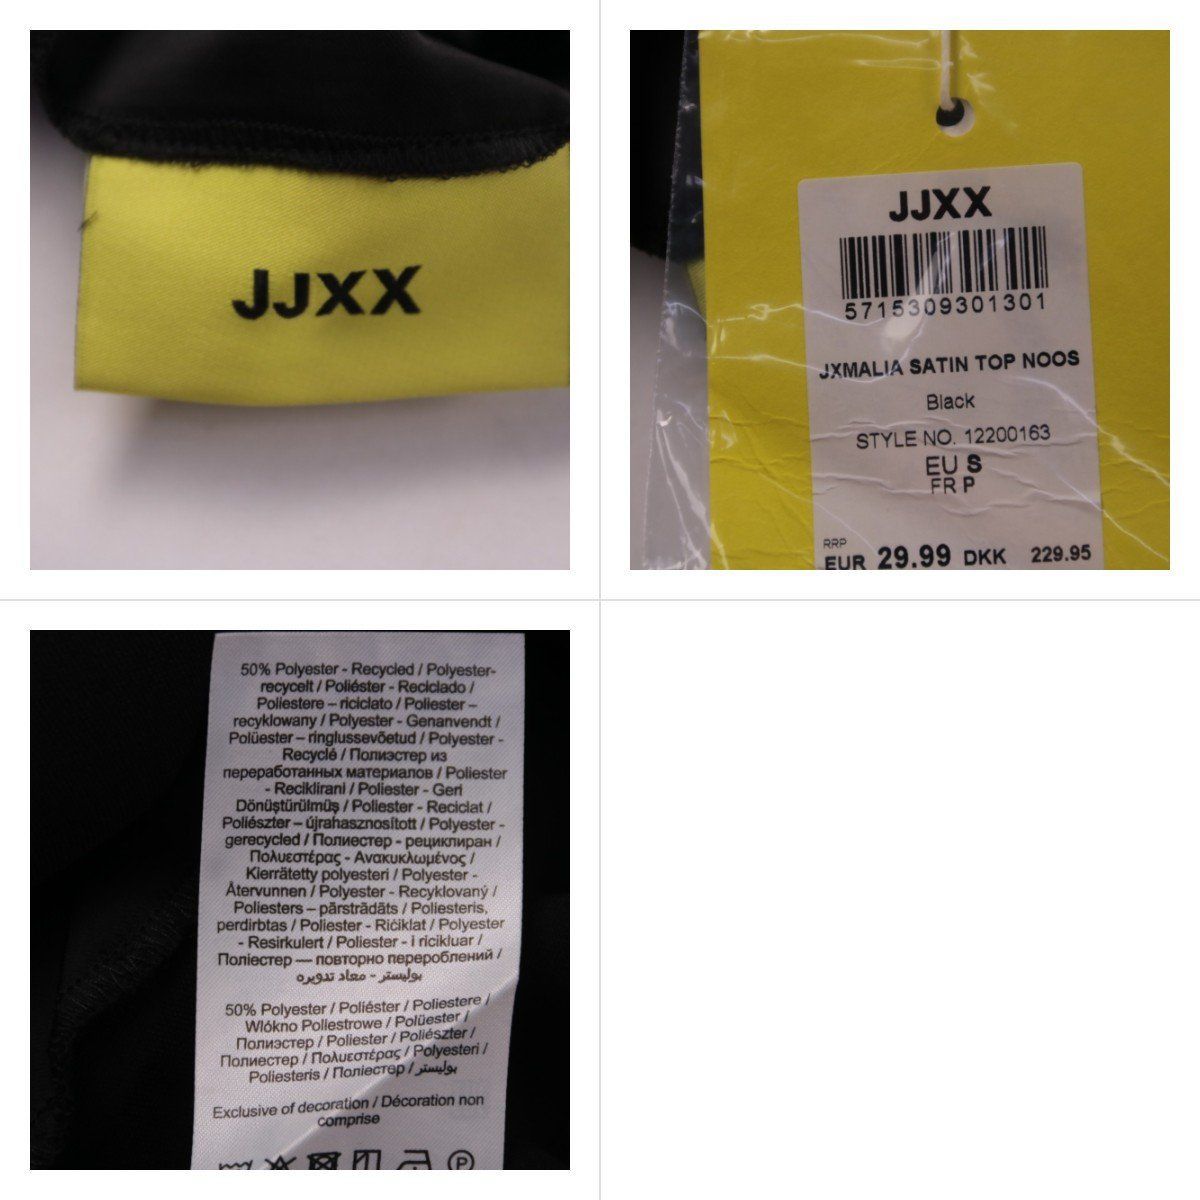 JJXX
JJXX
5715309301301
JXMALIA SATIN TOP NOOS
Black
STYLE NO. 12200163
EU S
FR P
RRP
EUR 29.99 DKK 229.95
50% Polyester - Recycled / Polyester-
recycelt / Poliéster - Reciclado /
Poliestere – riciclato / Poliester –
recyklowany / Polyester - Genanvendt /
Polüester – ringlussevõetud / Polyester -
Recyclé / Полиэстер из
переработанных материалов / Poliester
- Reciklirani / Poliester - Geri
Dönüştürülmüş / Poliester - Reciclat /
Poliészter – újrahasznosított / Polyester -
gerecycled / Полиестер - рециклиран /
Πολυεστέρας - Ανακυκλωμένος /
Kierrätetty polyesteri / Polyester -
Återvunnen / Polyester - Recyklovaný /
Poliesters – pārstrādāts / Poliesteris,
perdirbtas / Poliester - Riċiklat / Polyester
- Resirkulert / Poliester - i ricikluar /
Поліестер — повторно перероблений /
بوليستر - معاد تدويره
50% Polyester / Poliéster / Poliestere /
Włókno Poliestrowe / Polüester /
Полиэстер / Poliester / Poliészter /
Полиестер / Πολυεστέρας / Polyesteri /
Poliesteris / Поліестер / بوليستر
Exclusive of decoration / Décoration non
comprise
P